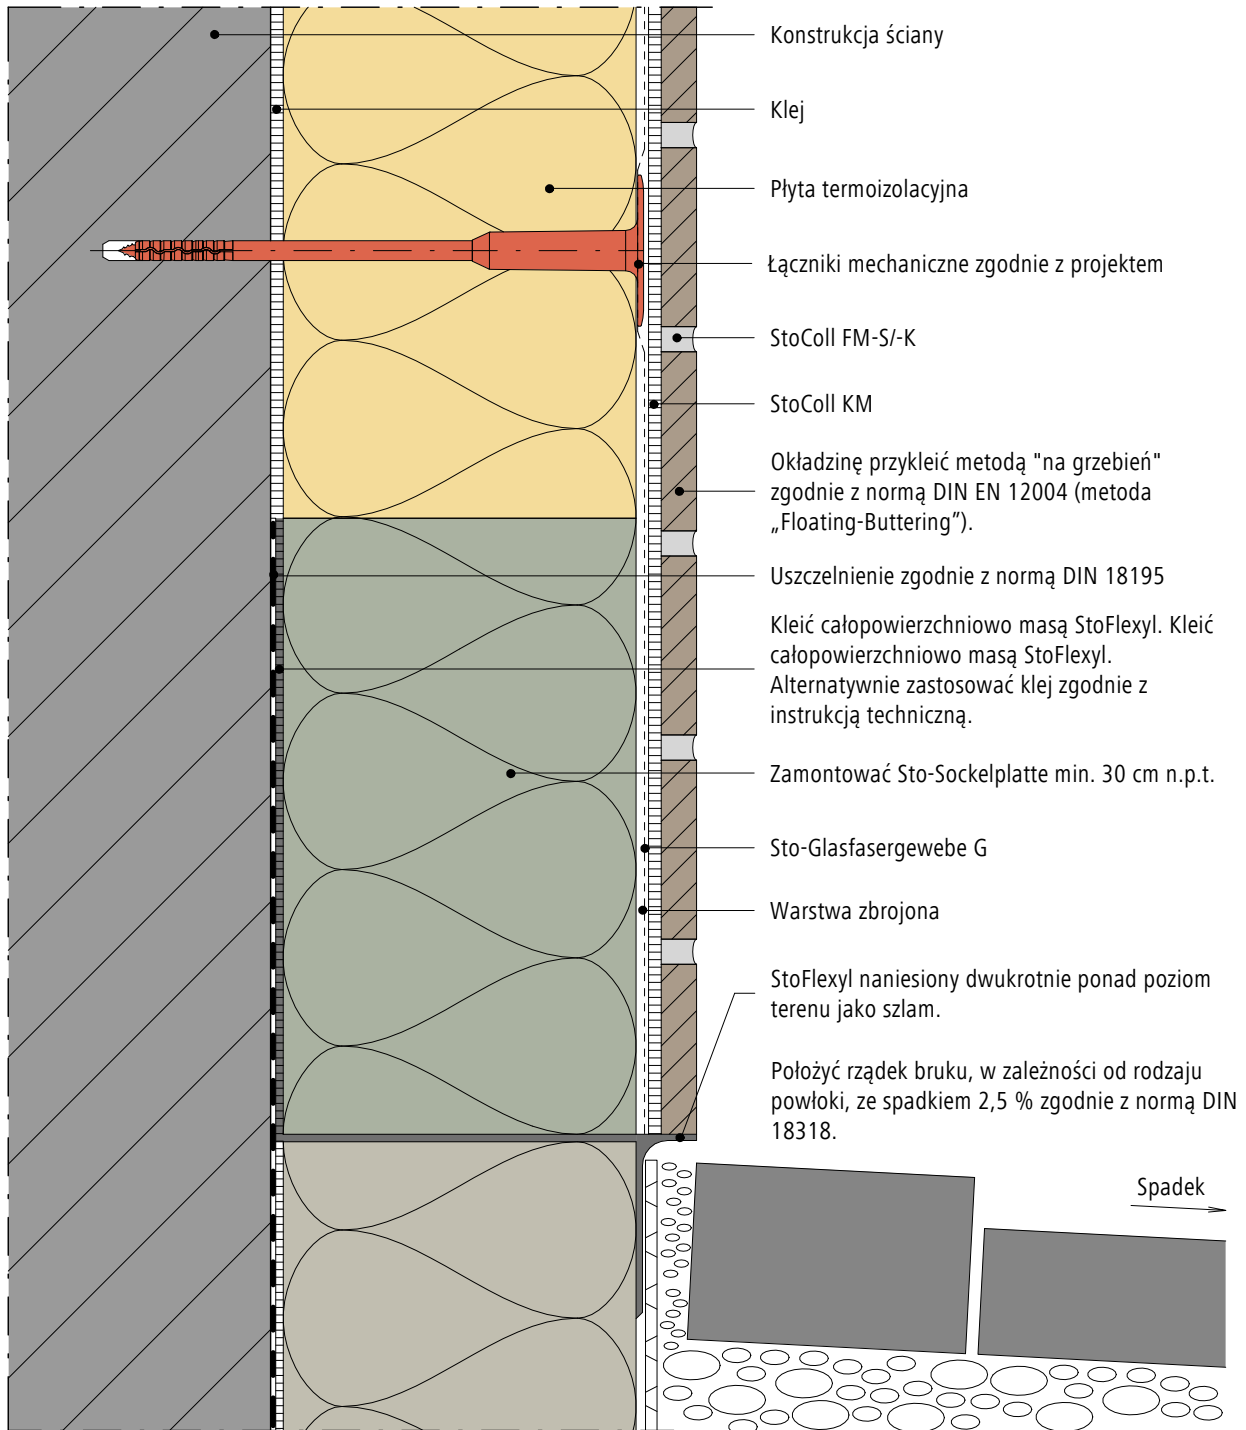 Konstrukcja ściany
Klej
Płyta termoizolacyjna
Łączniki mechaniczne zgodnie z projektem
StoColl FM-S/-K
StoColl KM
Okładzinę przykleić metodą "na grzebień"
zgodnie z normą DIN EN 12004 (metoda
„Floating-Buttering”).
Uszczelnienie zgodnie z normą DIN 18195
Kleić całopowierzchniowo masą StoFlexyl. Kleić
całopowierzchniowo masą StoFlexyl.
Alternatywnie zastosować klej zgodnie z
instrukcją techniczną.
Zamontować Sto-Sockelplatte min. 30 cm n.p.t.
Sto-Glasfasergewebe G
Warstwa zbrojona
StoFlexyl naniesiony dwukrotnie ponad poziom
terenu jako szlam.
Położyć rządek bruku, w zależności od rodzaju
powłoki, ze spadkiem 2,5 % zgodnie z normą DIN
18318.
Spadek